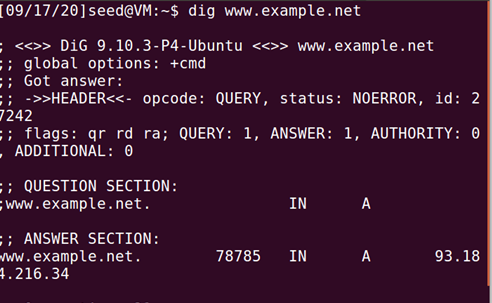 [09/17/20]seed@VM:~$ dig www.example.net
; <<>> DiG 9.10.3-P4-Ubuntu <<>> www.example.net
;; global options: +cmd
;; Got answer:
;; ->>HEADER<<- opcode: QUERY, status: NOERROR, id: 2
7242
;; flags: qr rd ra; QUERY: 1, ANSWER: 1, AUTHORITY: 0
, ADDITIONAL: 0
;; QUESTION SECTION:
;www.example.net. IN A
;; ANSWER SECTION:
www.example.net. 78785 IN A 93.18
4.216.34